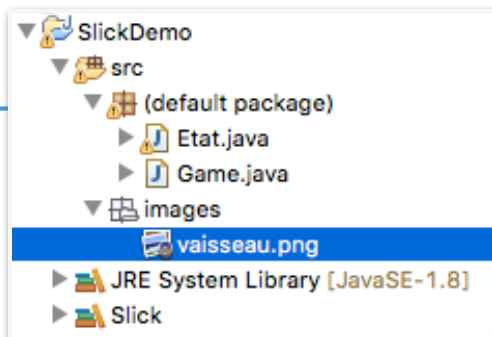 SlickDemo
src
(default package)
Etat.java
Game.java
images
vaisseau.png
JRE System Library [JavaSE-1.8]
Slick